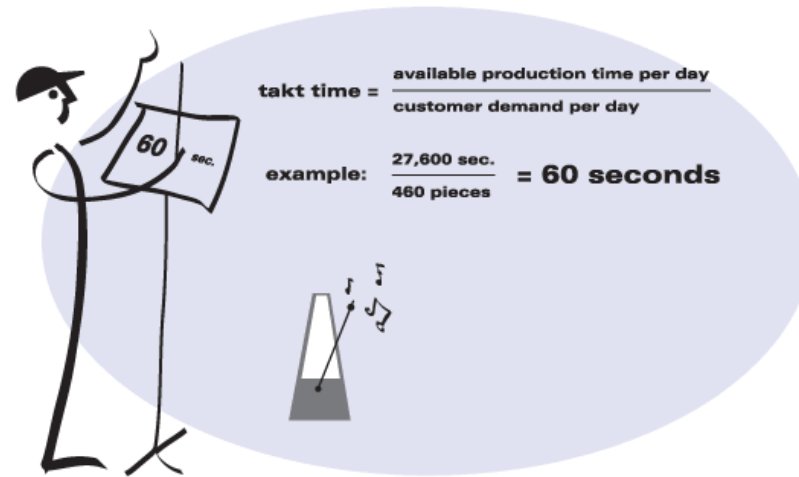 takt time = available production time per day
customer demand per day
example: 27,600 sec. = 60 seconds
460 pieces
60 sec.